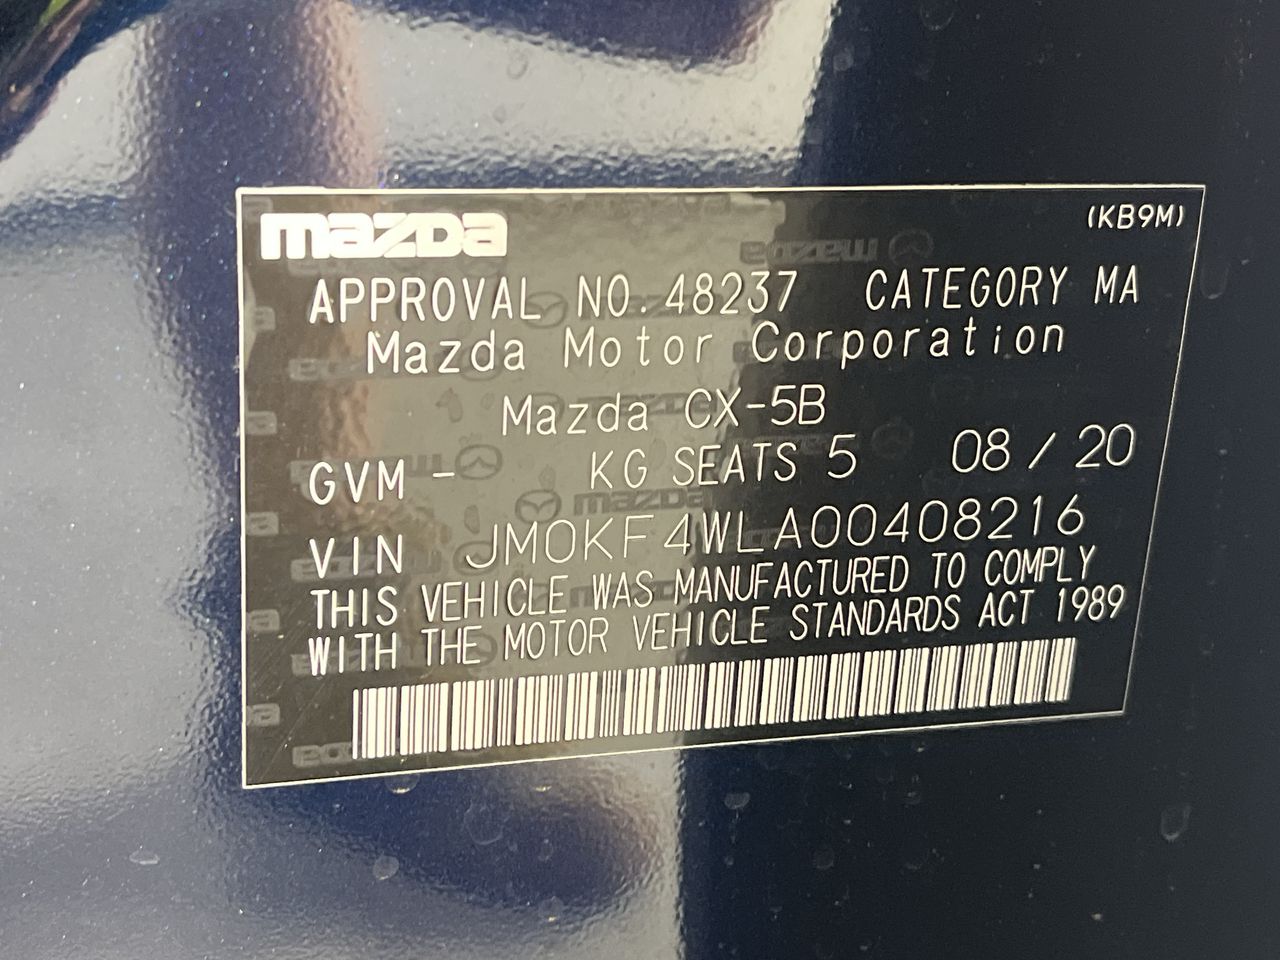 mazda (KB9M)
APPROVAL NO. 48237 CATEGORY MA
Mazda Motor Corporation
Mazda CX-5B
GVM - KG SEATS 5 08 / 20
VIN JM0KF4WLA00408216
THIS VEHICLE WAS MANUFACTURED TO COMPLY
WITH THE MOTOR VEHICLE STANDARDS ACT 1989